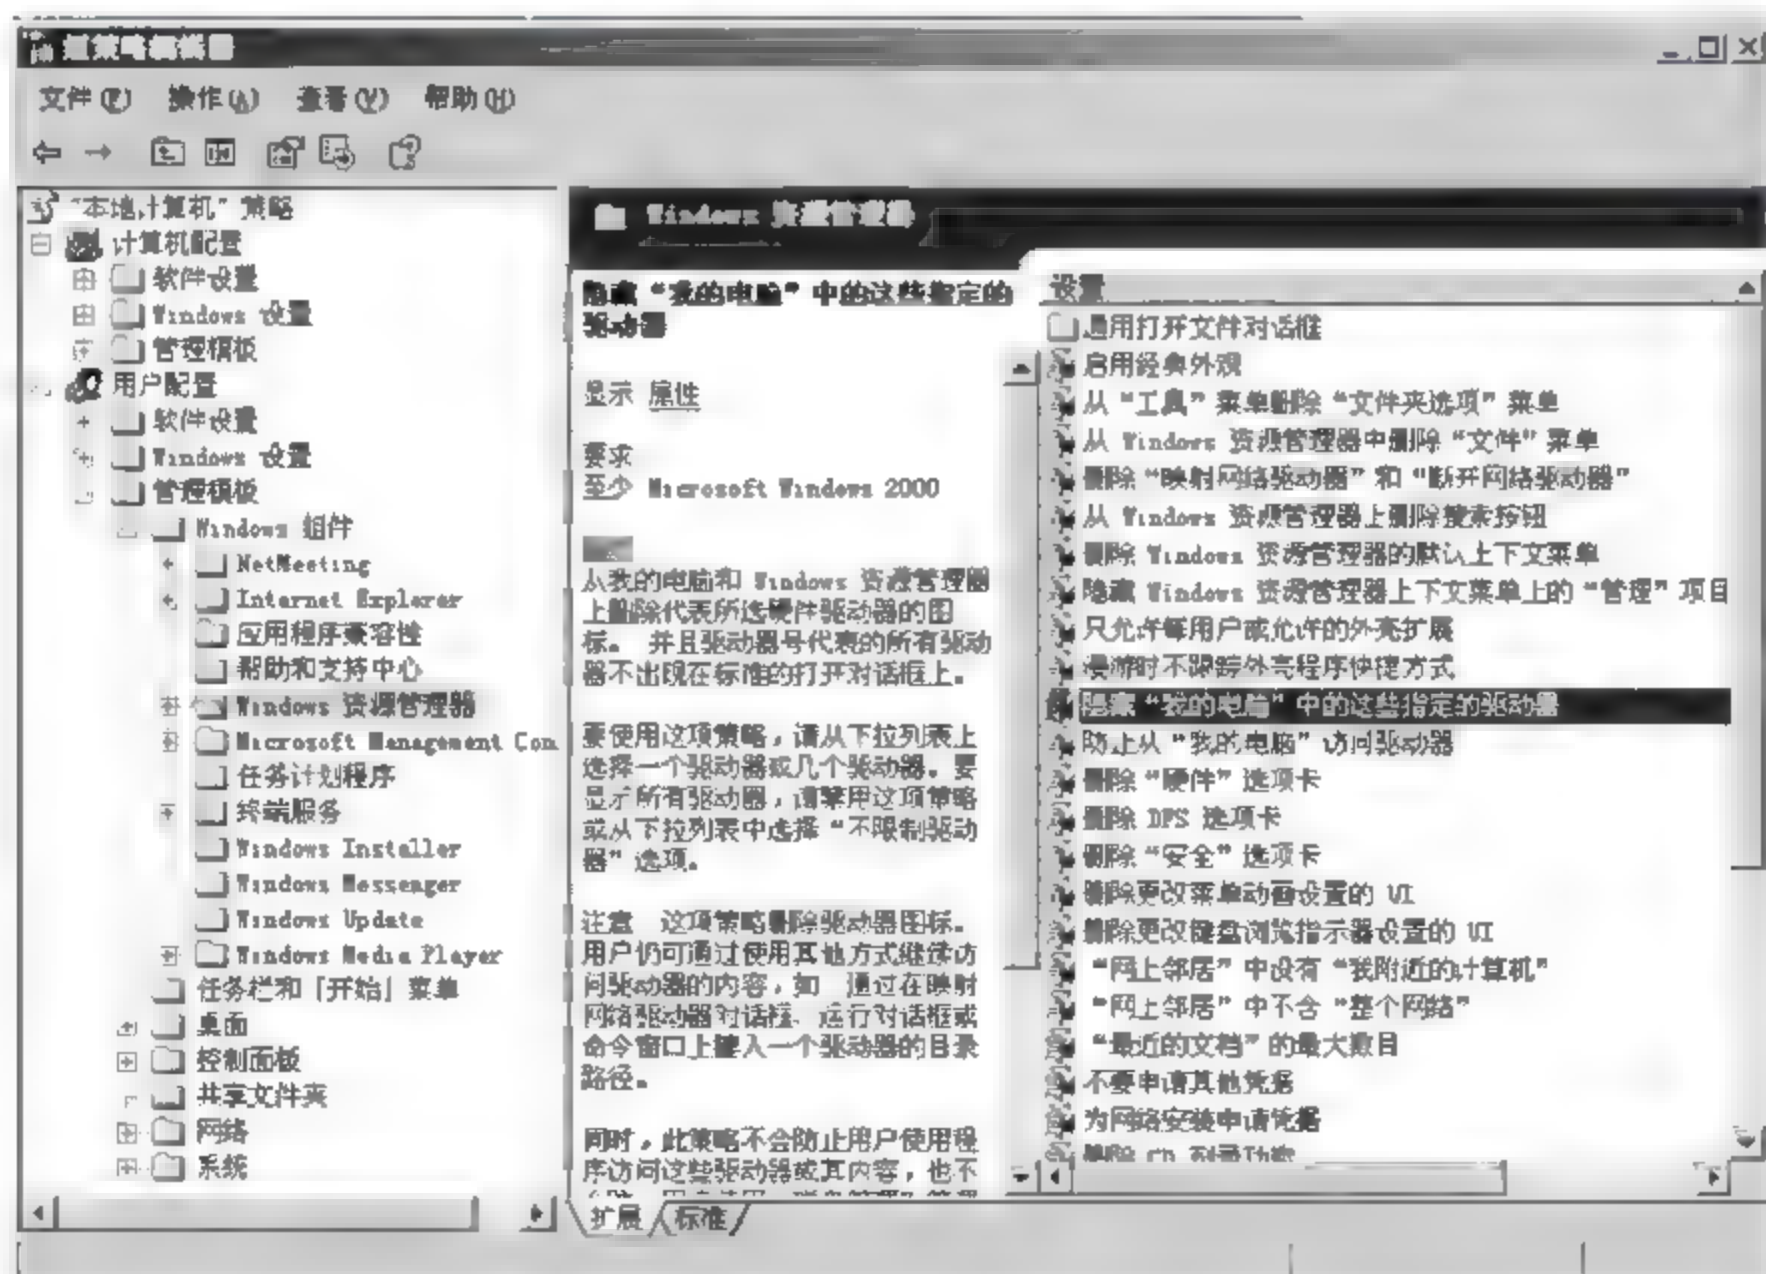 组策略编辑器
文件(F) 操作(A) 查看(V) 帮助(H)
“本地计算机” 策略
计算机配置
软件设置
Windows 设置
管理模板
用户配置
软件设置
Windows 设置
管理模板
Windows 组件
NetMeeting
Internet Explorer
应用程序兼容性
帮助和支持中心
Windows 资源管理器
Microsoft Management Con
任务计划程序
终端服务
Windows Installer
Windows Messenger
Windows Update
Windows Media Player
任务栏和「开始」菜单
桌面
控制面板
共享文件夹
网络
系统
Windows 资源管理器
隐藏“我的电脑”中的这些指定的
驱动器
显示 属性
要求
至少 Microsoft Windows 2000
从我的电脑和 Windows 资源管理器
上删除代表所选硬件驱动器的图
标。 并且驱动器号代表的所有驱动
器不出现在标准的打开对话框上。
要使用这项策略，请从下拉列表上
选择一个驱动器或几个驱动器。要
显示所有驱动器，请禁用这项策略
或从下拉列表中选择“不限制驱动
器”选项。
注意 这项策略删除驱动器图标。
用户仍可通过使用其他方式继续访
问驱动器的内容，如 通过在映射
网络驱动器对话框、运行对话框或
命令窗口上键入一个驱动器的目录
路径。
同时，此策略不会防止用户使用程
序访问这些驱动器或其内容，也不
设置
通用打开文件对话框
启用经典外观
从“工具”菜单删除“文件夹选项”菜单
从 Windows 资源管理器中删除“文件”菜单
删除“映射网络驱动器”和“断开网络驱动器”
从 Windows 资源管理器上删除搜索按钮
删除 Windows 资源管理器的默认上下文菜单
隐藏 Windows 资源管理器上下文菜单上的“管理”项目
只允许每用户或允许的外壳扩展
漫游时不跟踪外壳程序快捷方式
隐藏“我的电脑”中的这些指定的驱动器
防止从“我的电脑”访问驱动器
删除“硬件”选项卡
删除 DFS 选项卡
删除“安全”选项卡
删除更改菜单动画设置的 UI
删除更改键盘浏览指示器设置的 UI
“网上邻居”中没有“我附近的计算机”
“网上邻居”中不含“整个网络”
“最近的文档”的最大数目
不要申请其他凭据
为网络安装申请凭据
删除 CD 刻录功能
扩展 标准